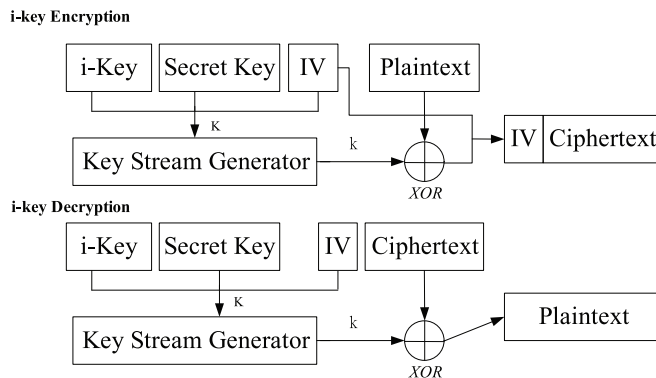 i-key Encryption
i-Key Secret Key IV Plaintext
K
Key Stream Generator k IV Ciphertext
XOR
i-key Decryption
i-Key Secret Key IV Ciphertext
K
Key Stream Generator k Plaintext
XOR